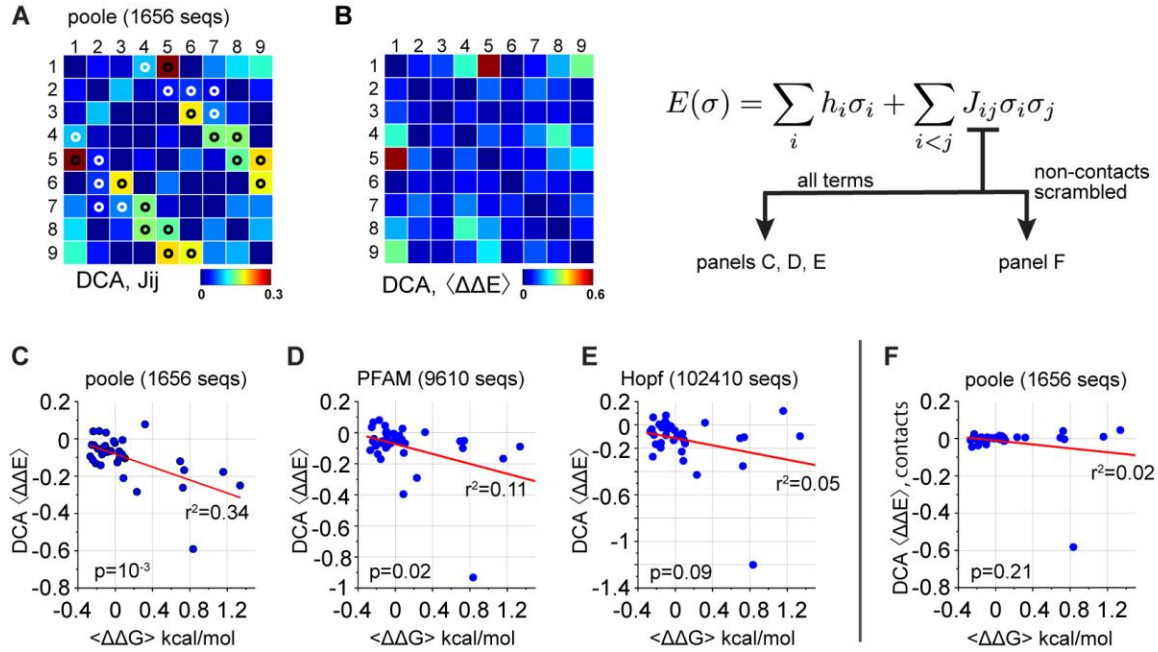 A
poole (1656 seqs)
1 2 3 4 5 6 7 8 9
1
2
3
4
5
6
7
8
9
DCA, Jij
0 0.3
B
1 2 3 4 5 6 7 8 9
1
2
3
4
5
6
7
8
9
DCA, 〈ΔΔE〉
0 0.6
E(σ) = ∑ h_iσ_i + ∑ J_{ij}σ_iσ_j
i i<j
all terms
non-contacts
scrambled
panels C, D, E
panel F
C
poole (1656 seqs)
DCA 〈ΔΔE〉
0.2
0
-0.2
-0.4
-0.6
-0.8
r²=0.34
p=10⁻³
-0.4 0 0.4 0.8 1.2
<ΔΔG> kcal/mol
D
PFAM (9610 seqs)
DCA 〈ΔΔE〉
0.2
0
-0.2
-0.4
-0.6
-0.8
-1
r²=0.11
p=0.02
-0.4 0 0.4 0.8 1.2
<ΔΔG> kcal/mol
E
Hopf (102410 seqs)
DCA 〈ΔΔE〉
0.2
0
-0.2
-0.6
-1
-1.4
r²=0.05
p=0.09
-0.4 0 0.4 0.8 1.2
<ΔΔG> kcal/mol
F
poole (1656 seqs)
DCA 〈ΔΔE〉, contacts
0.2
0
-0.2
-0.4
-0.6
-0.8
r²=0.02
p=0.21
-0.4 0 0.4 0.8 1.2
<ΔΔG> kcal/mol